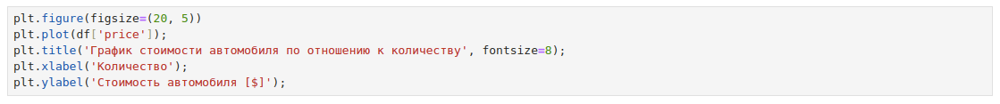 plt.figure(figsize=(20, 5))
plt.plot(df['price']);
plt.title('График стоимости автомобиля по отношению к количеству', fontsize=8);
plt.xlabel('Количество');
plt.ylabel('Стоимость автомобиля [$]');